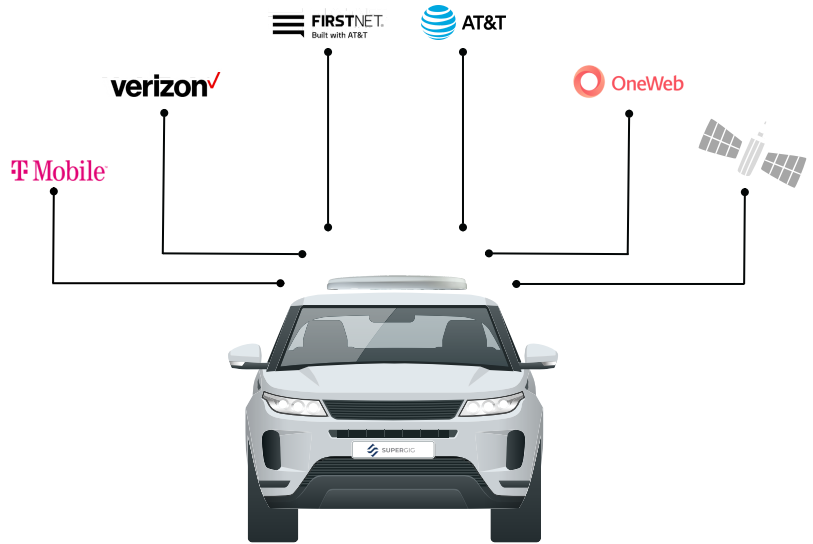 FIRSTNET.
Built with AT&T
AT&T
verizon
OneWeb
T Mobile
SUPERGIG